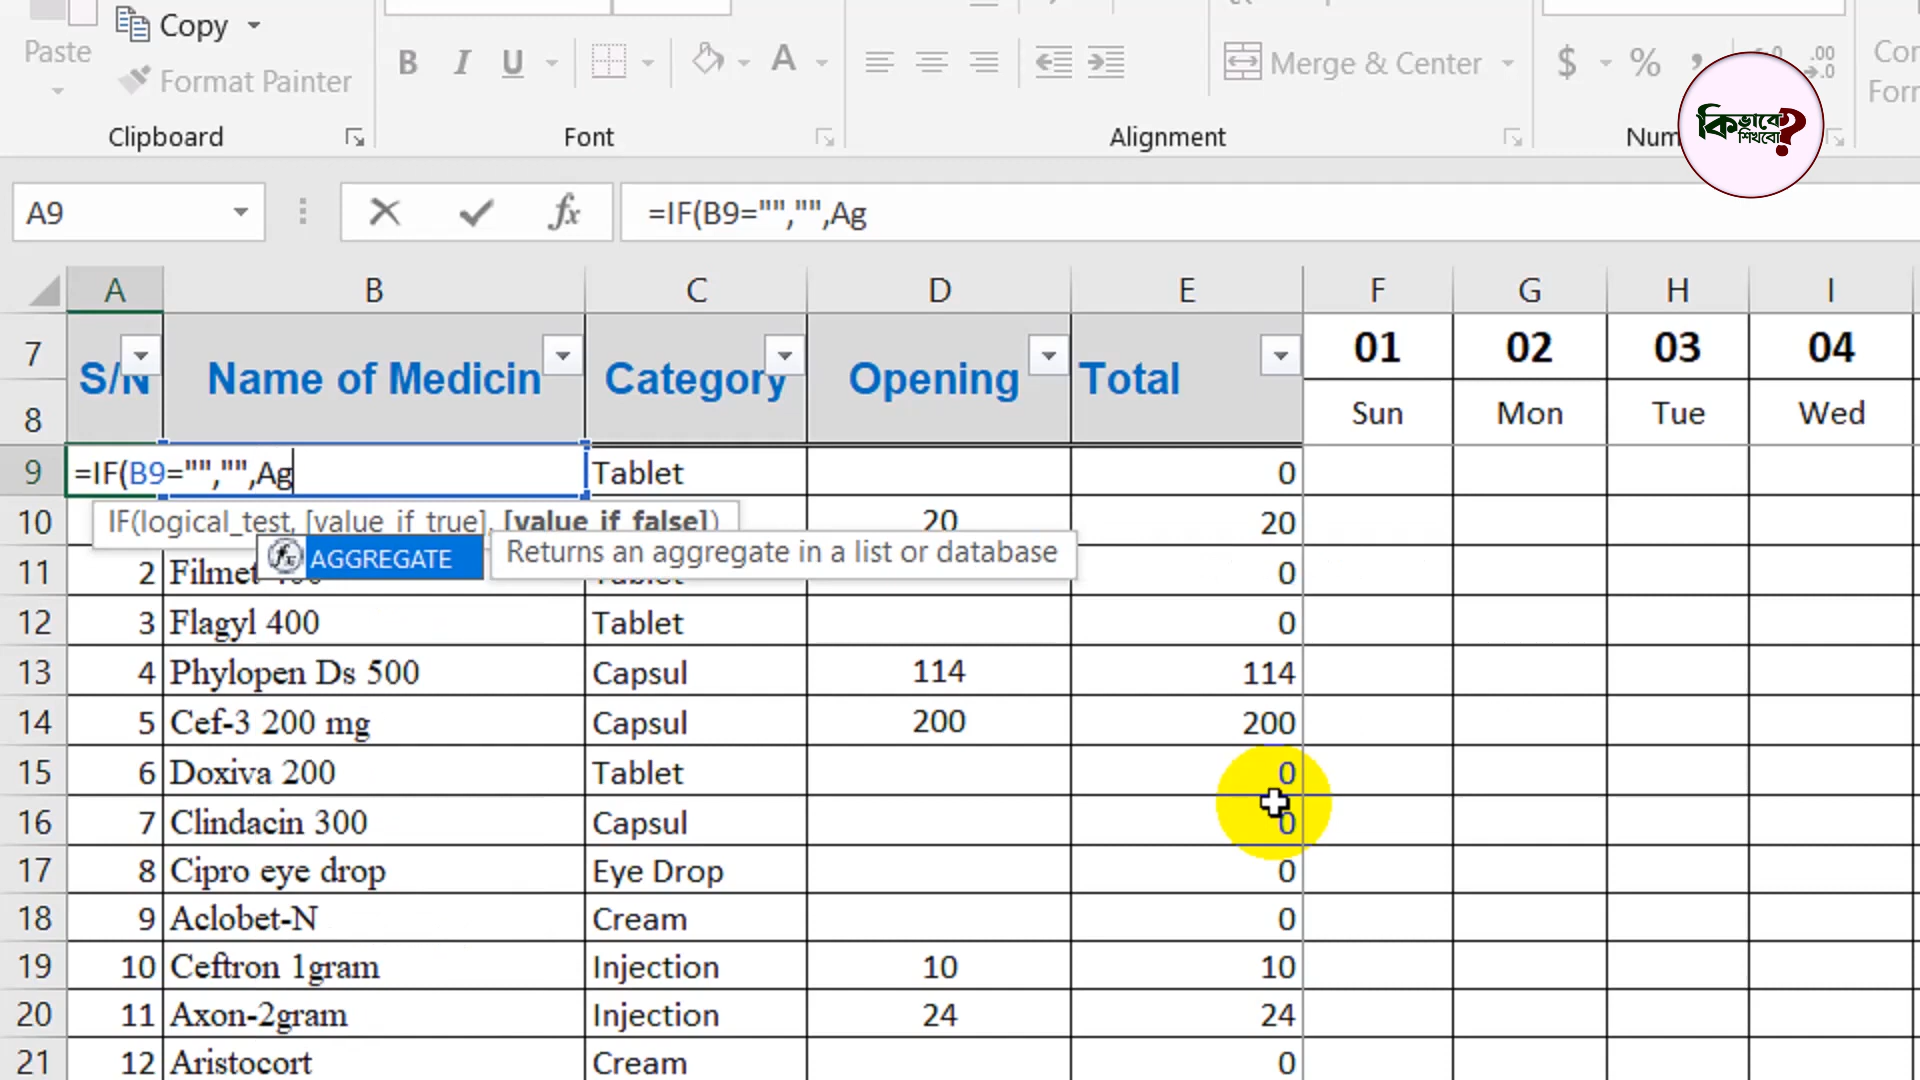 Copy
Paste
Format Painter
Clipboard
B I U A
Font
Merge & Center
Alignment
$ % , .00
কিভাবে শিখবো?
A9
fx
=IF(B9="","",Ag
A B C D E F G H I
7 S/N Name of Medicin Category Opening Total 01 02 03 04
8 Sun Mon Tue Wed
9 =IF(B9="","",Ag Tablet 0
IF(logical_test, [value_if_true], [value_if_false])
10 20 20
AGGREGATE Returns an aggregate in a list or database
11 2 Filmet 0
12 3 Flagyl 400 Tablet 0
13 4 Phylopen Ds 500 Capsul 114 114
14 5 Cef-3 200 mg Capsul 200 200
15 6 Doxiva 200 Tablet 0
16 7 Clindacin 300 Capsul 0
17 8 Cipro eye drop Eye Drop 0
18 9 Aclobet-N Cream 0
19 10 Ceftron 1gram Injection 10 10
20 11 Axon-2gram Injection 24 24
21 12 Aristocort Cream 0